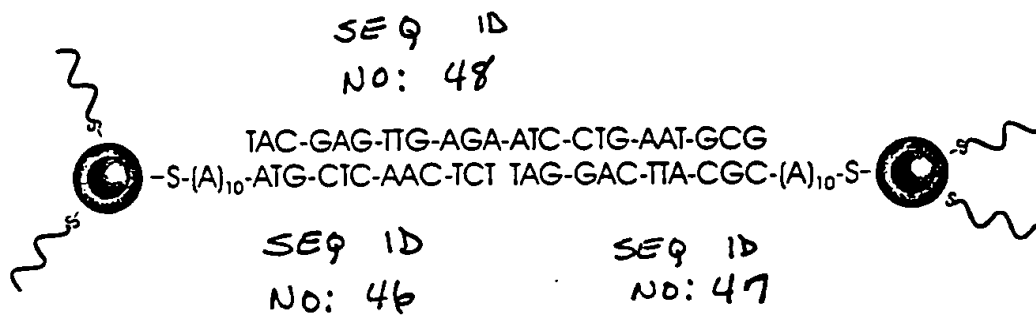 SEQ ID
NO: 48
TAC-GAG-TTG-AGA-ATC-CTG-AAT-GCG
S S
-S-(A)10-ATG-CTC-AAC-TCT TAG-GAC-TTA-CGC-(A)10-S-
S S
SEQ ID SEQ ID
NO: 46 NO: 47